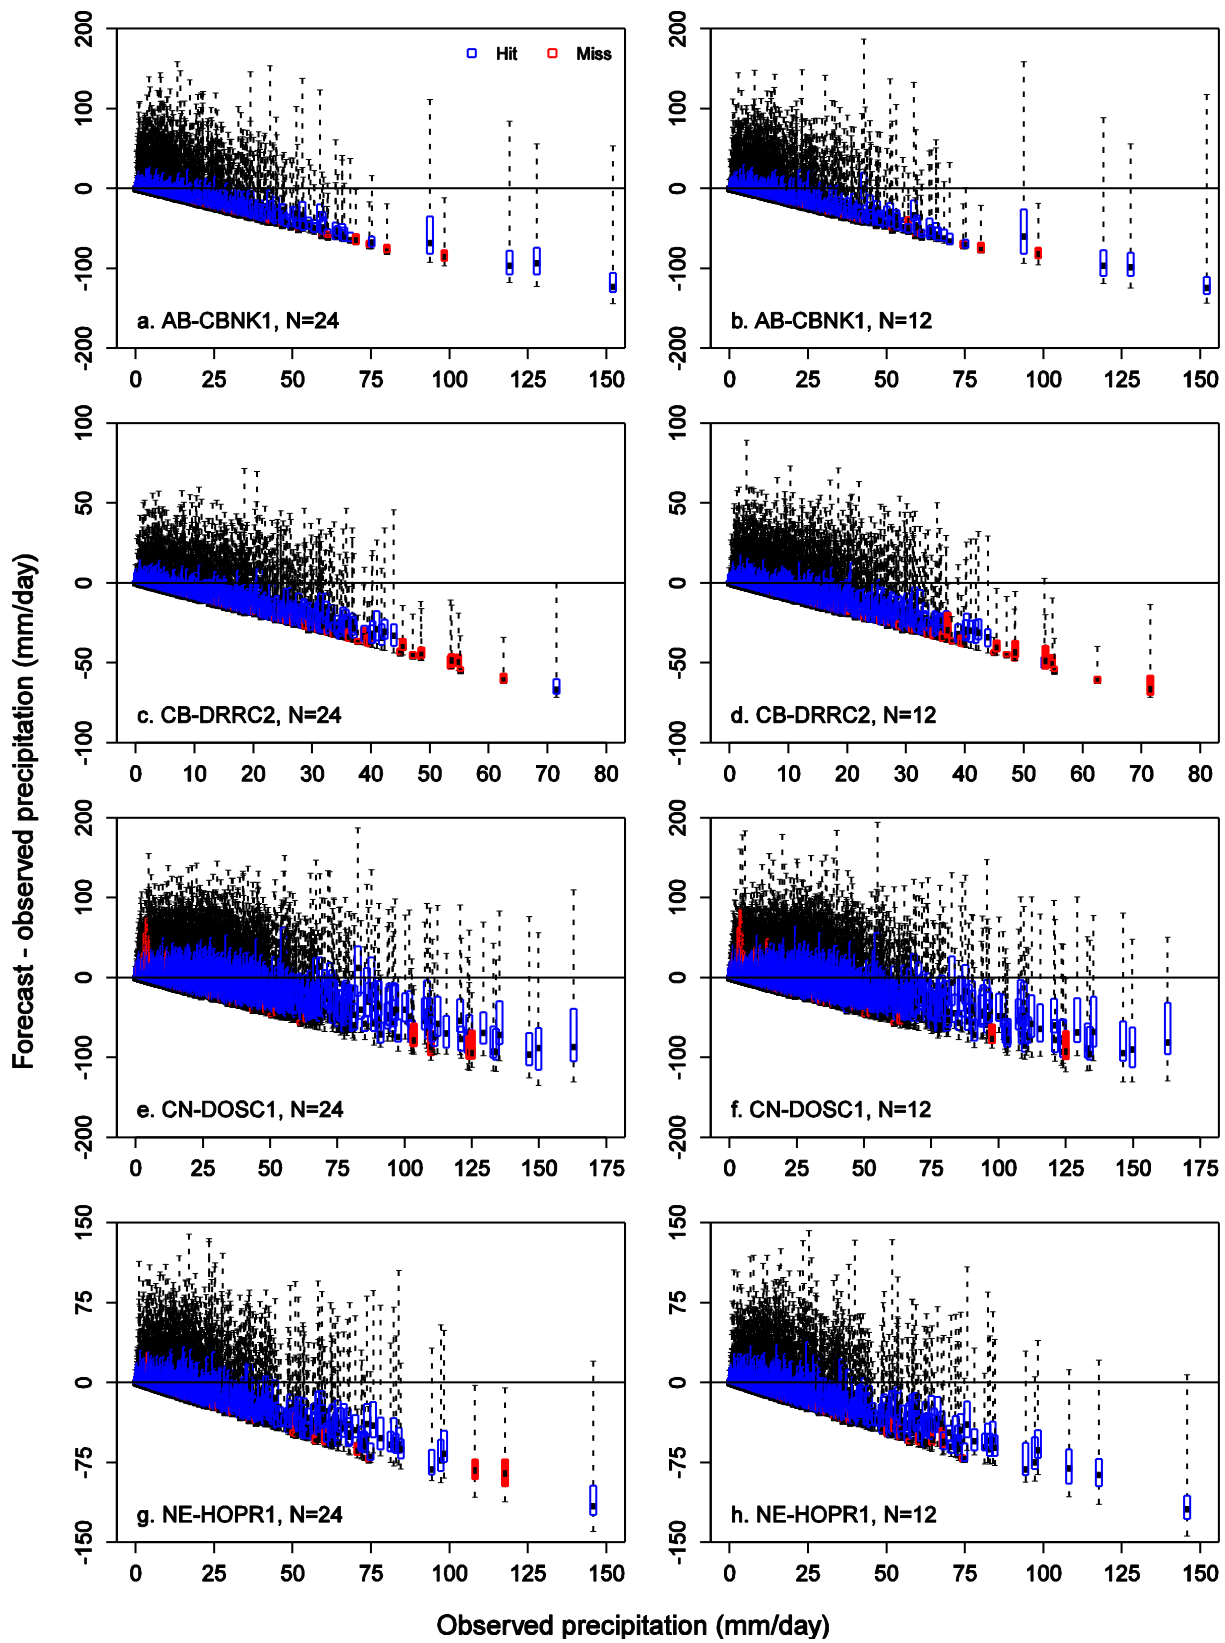 Forecast - observed precipitation (mm/day)
200
100
0
-100
-200
Hit Miss
a. AB-CBNK1, N=24
0 25 50 75 100 125 150
200
100
0
-100
-200
b. AB-CBNK1, N=12
0 25 50 75 100 125 150
100
50
0
-50
-100
c. CB-DRRC2, N=24
0 10 20 30 40 50 60 70 80
100
50
0
-50
-100
d. CB-DRRC2, N=12
0 10 20 30 40 50 60 70 80
200
100
0
-100
-200
e. CN-DOSC1, N=24
0 25 50 75 100 125 150 175
200
100
0
-100
-200
f. CN-DOSC1, N=12
0 25 50 75 100 125 150 175
150
75
0
-75
-150
g. NE-HOPR1, N=24
0 25 50 75 100 125 150
150
75
0
-75
-150
h. NE-HOPR1, N=12
0 25 50 75 100 125 150
Observed precipitation (mm/day)